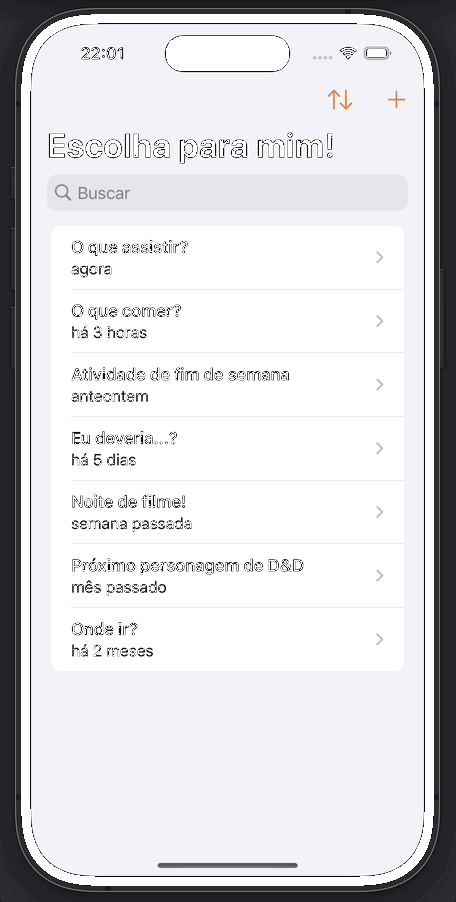 22:01
Escolha para mim!
Buscar
O que assistir?
agora
O que comer?
há 3 horas
Atividade de fim de semana
anteontem
Eu deveria...?
há 5 dias
Noite de filme!
semana passada
Próximo personagem de D&D
mês passado
Onde ir?
há 2 meses